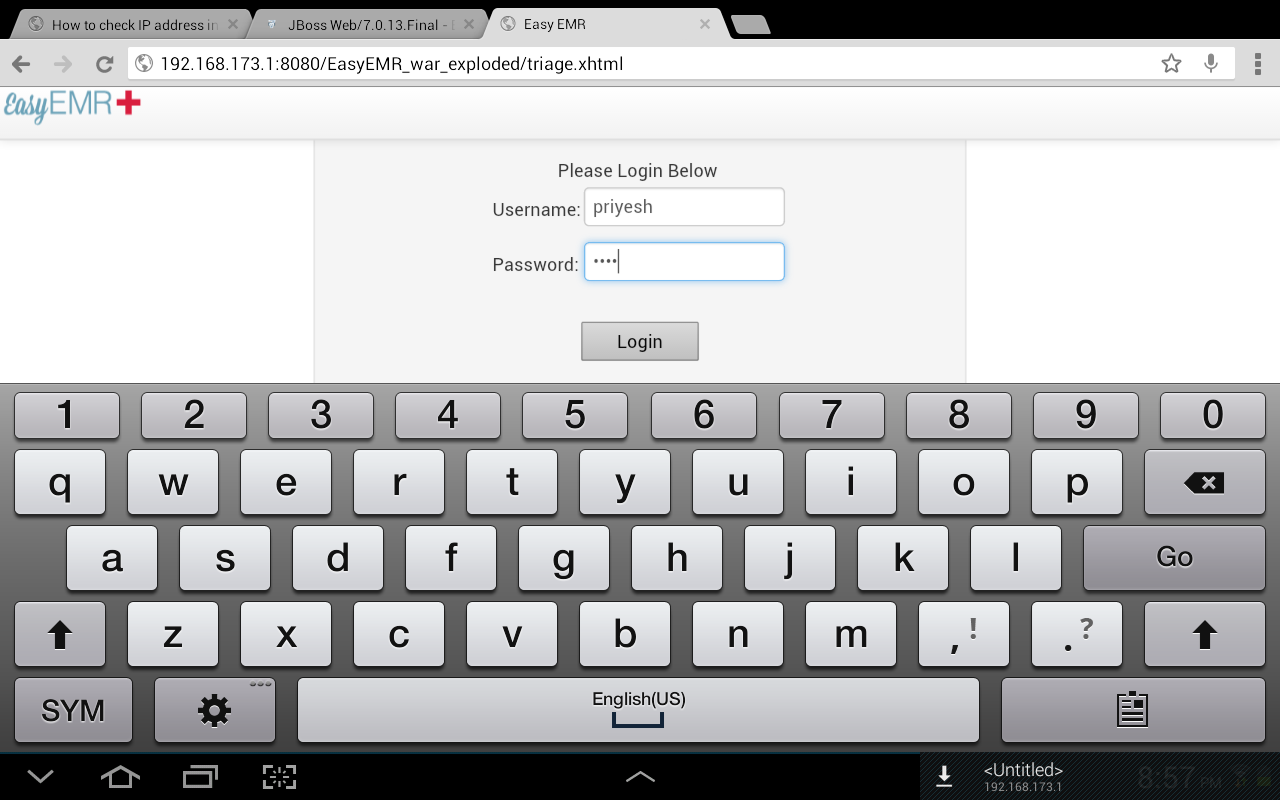 How to check IP address in
JBoss Web/7.0.13.Final -
Easy EMR
192.168.173.1:8080/EasyEMR_war_exploded/triage.xhtml
EasyEMR
Please Login Below
Username: priyesh
Password: ••••
Login
1 2 3 4 5 6 7 8 9 0
q w e r t y u i o p
a s d f g h j k l Go
z x c v b n m , ! . ?
SYM English(US)
<Untitled>
192.168.173.1
8:57 PM